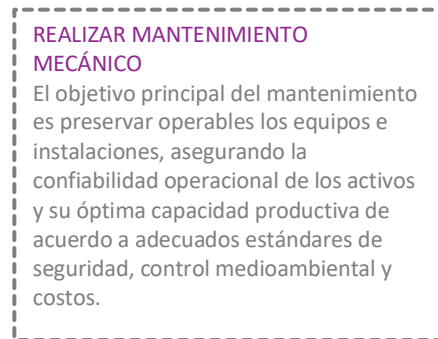 REALIZAR MANTENIMIENTO
MECÁNICO
El objetivo principal del mantenimiento
es preservar operables los equipos e
instalaciones, asegurando la
confiabilidad operacional de los activos
y su óptima capacidad productiva de
acuerdo a adecuados estándares de
seguridad, control medioambiental y
costos.